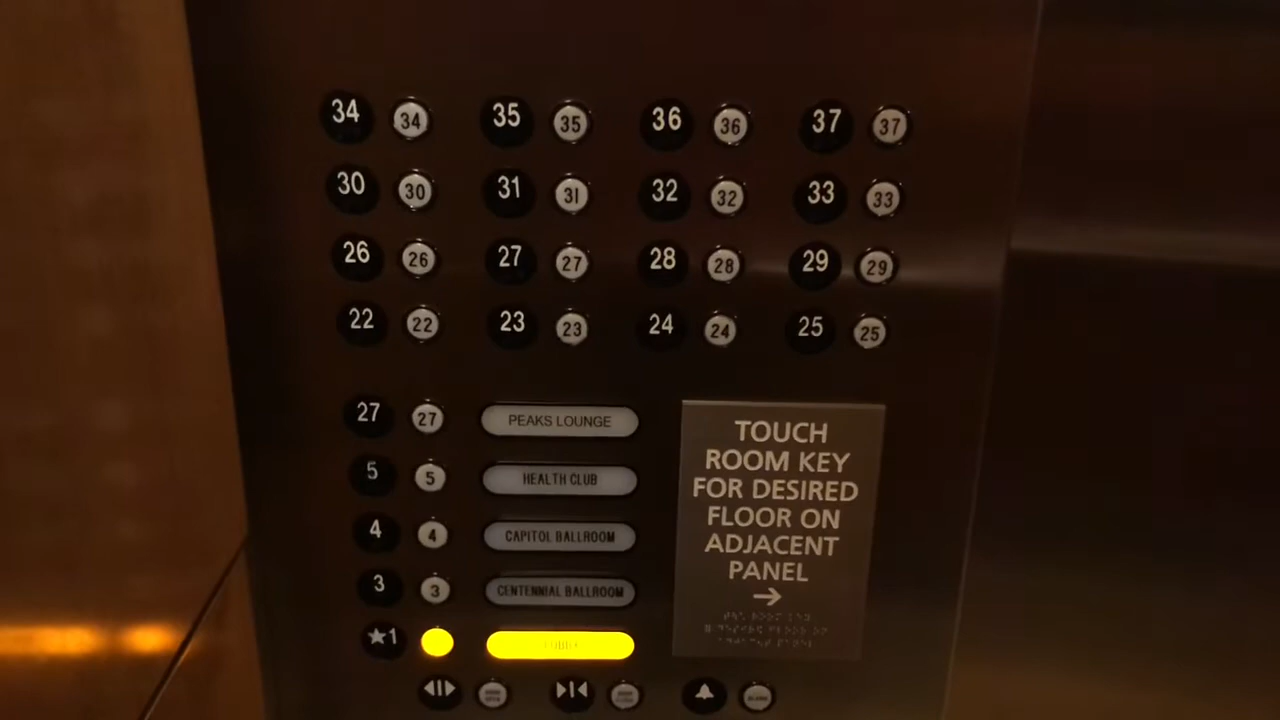 34 34 35 35 36 36 37 37
30 30 31 31 32 32 33 33
26 26 27 27 28 28 29 29
22 22 23 23 24 24 25 25
27 27 PEAKS LOUNGE
5 5 HEALTH CLUB
4 4 CAPITOL BALLROOM
3 3 CENTENNIAL BALLROOM
★1 LOBBY
TOUCH
ROOM KEY
FOR DESIRED
FLOOR ON
ADJACENT
PANEL
→